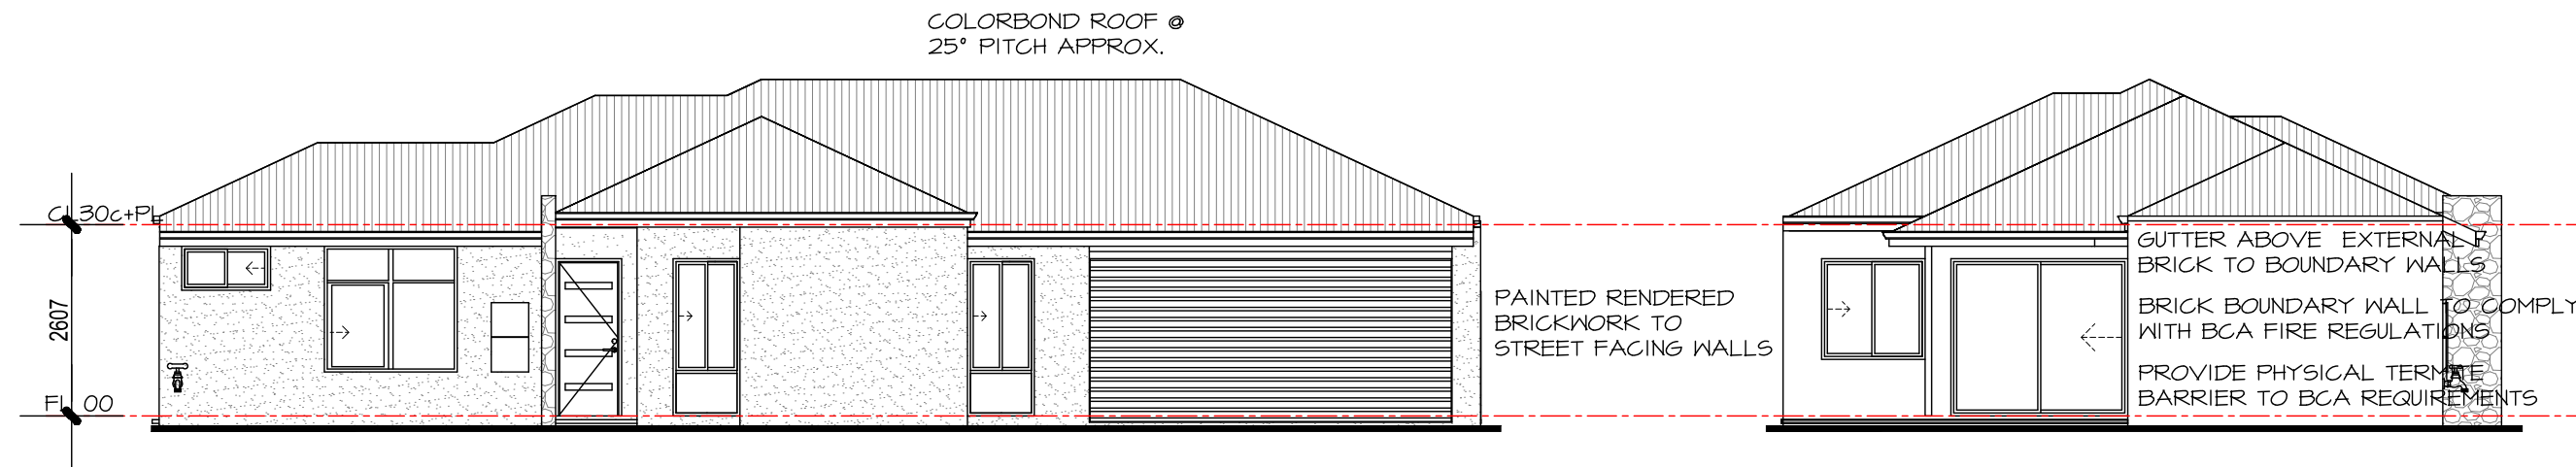 COLORBOND ROOF @
25° PITCH APPROX.
CL 30c+PL
2607
FL 00
PAINTED RENDERED
BRICKWORK TO
STREET FACING WALLS
GUTTER ABOVE EXTERNAL
BRICK TO BOUNDARY WALLS
BRICK BOUNDARY WALL TO COMPLY
WITH BCA FIRE REGULATIONS
PROVIDE PHYSICAL TERMITE
BARRIER TO BCA REQUIREMENTS